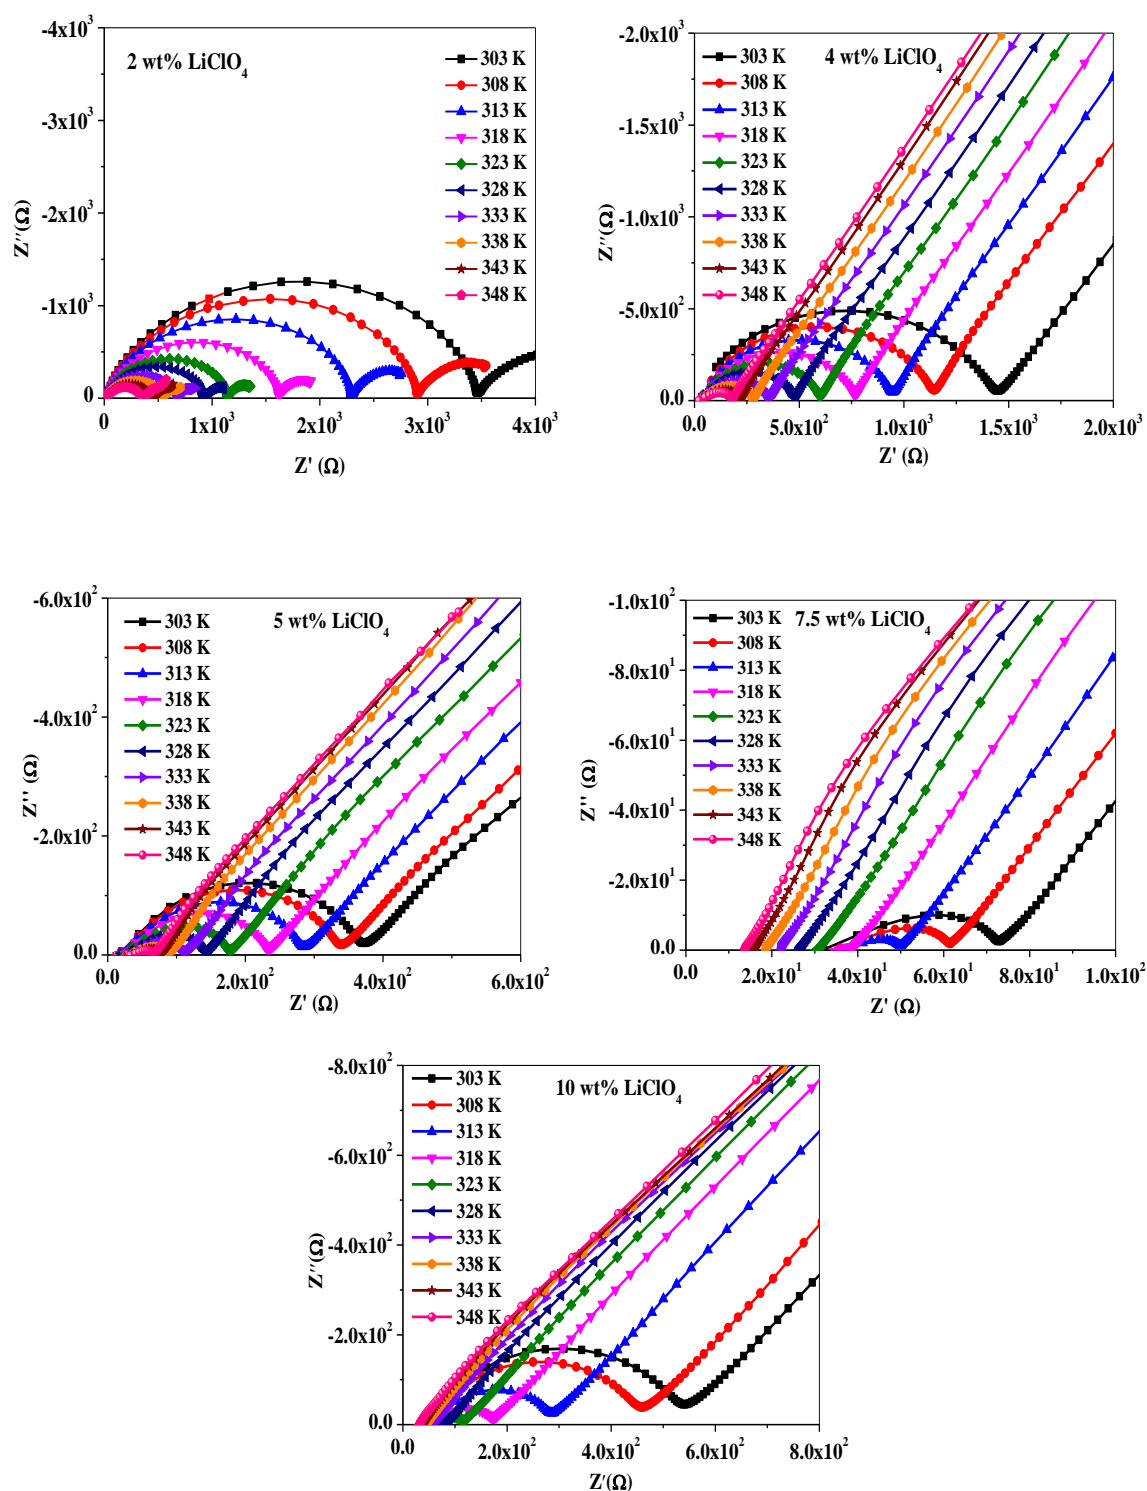 2 wt% LiClO4
303 K
308 K
313 K
318 K
323 K
328 K
333 K
338 K
343 K
348 K
-4x10³
-3x10³
-2x10³
-1x10³
0
Z″(Ω)
0 1x10³ 2x10³ 3x10³ 4x10³
Z' (Ω)
4 wt% LiClO4
303 K
308 K
313 K
318 K
323 K
328 K
333 K
338 K
343 K
348 K
-2.0x10³
-1.5x10³
-1.0x10³
-5.0x10²
0.0
Z″(Ω)
0.0 5.0x10² 1.0x10³ 1.5x10³ 2.0x10³
Z' (Ω)
5 wt% LiClO4
303 K
308 K
313 K
318 K
323 K
328 K
333 K
338 K
343 K
348 K
-6.0x10²
-4.0x10²
-2.0x10²
0.0
Z'' (Ω)
0.0 2.0x10² 4.0x10² 6.0x10²
Z' (Ω)
7.5 wt% LiClO4
303 K
308 K
313 K
318 K
323 K
328 K
333 K
338 K
343 K
348 K
-1.0x10²
-8.0x10¹
-6.0x10¹
-4.0x10¹
-2.0x10¹
0.0
Z'' (Ω)
0.0 2.0x10¹ 4.0x10¹ 6.0x10¹ 8.0x10¹ 1.0x10²
Z' (Ω)
10 wt% LiClO4
303 K
308 K
313 K
318 K
323 K
328 K
333 K
338 K
343 K
348 K
-8.0x10²
-6.0x10²
-4.0x10²
-2.0x10²
0.0
Z″(Ω)
0.0 2.0x10² 4.0x10² 6.0x10² 8.0x10²
Z′(Ω)